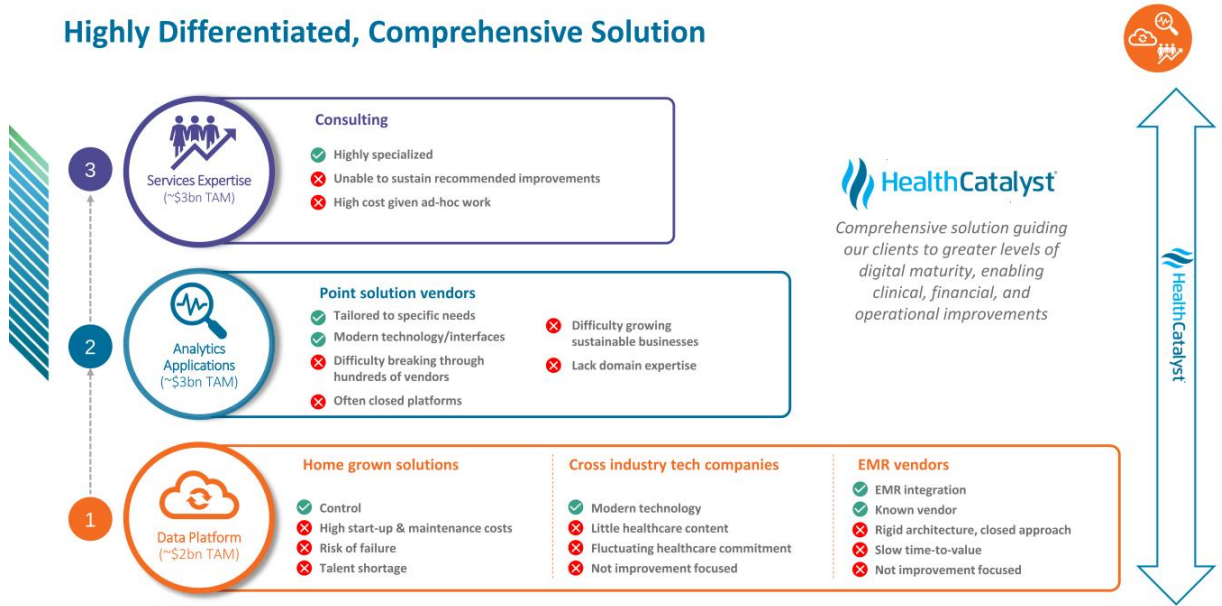 Highly Differentiated, Comprehensive Solution
3
Services Expertise
(~$3bn TAM)
Consulting
Highly specialized
Unable to sustain recommended improvements
High cost given ad-hoc work
2
Analytics
Applications
(~$3bn TAM)
Point solution vendors
Tailored to specific needs
Modern technology/interfaces
Difficulty breaking through
hundreds of vendors
Often closed platforms
Difficulty growing
sustainable businesses
Lack domain expertise
1
Data Platform
(~$2bn TAM)
Home grown solutions
Control
High start-up & maintenance costs
Risk of failure
Talent shortage
Cross industry tech companies
Modern technology
Little healthcare content
Fluctuating healthcare commitment
Not improvement focused
EMR vendors
EMR integration
Known vendor
Rigid architecture, closed approach
Slow time-to-value
Not improvement focused
HealthCatalyst
Comprehensive solution guiding
our clients to greater levels of
digital maturity, enabling
clinical, financial, and
operational improvements
HealthCatalyst